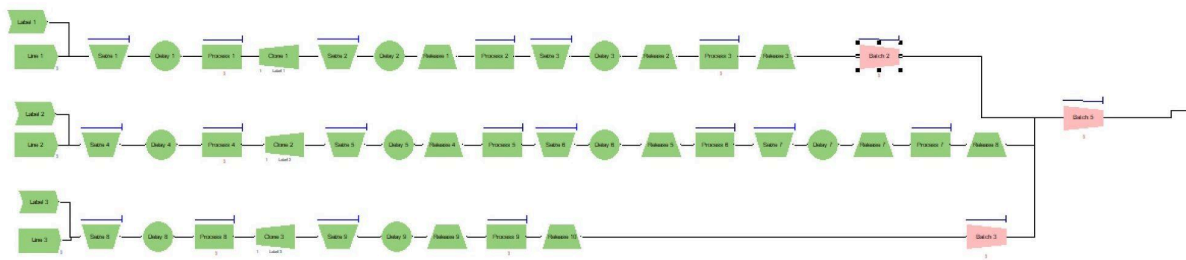 Label 1
Line 1
Seize 1
Delay 1
Process 1
Clone 1
Seize 2
Delay 2
Release 1
Process 2
Seize 3
Delay 3
Release 2
Process 3
Release 3
Batch 2
Label 1
Label 2
Line 2
Seize 4
Delay 4
Process 4
Clone 2
Seize 5
Delay 5
Release 4
Process 5
Seize 6
Delay 6
Release 5
Process 6
Seize 7
Delay 7
Release 7
Process 7
Release 8
Batch 5
Label 2
Label 3
Line 3
Seize 8
Delay 8
Process 8
Clone 3
Seize 9
Delay 9
Release 9
Process 9
Release 10
Batch 3